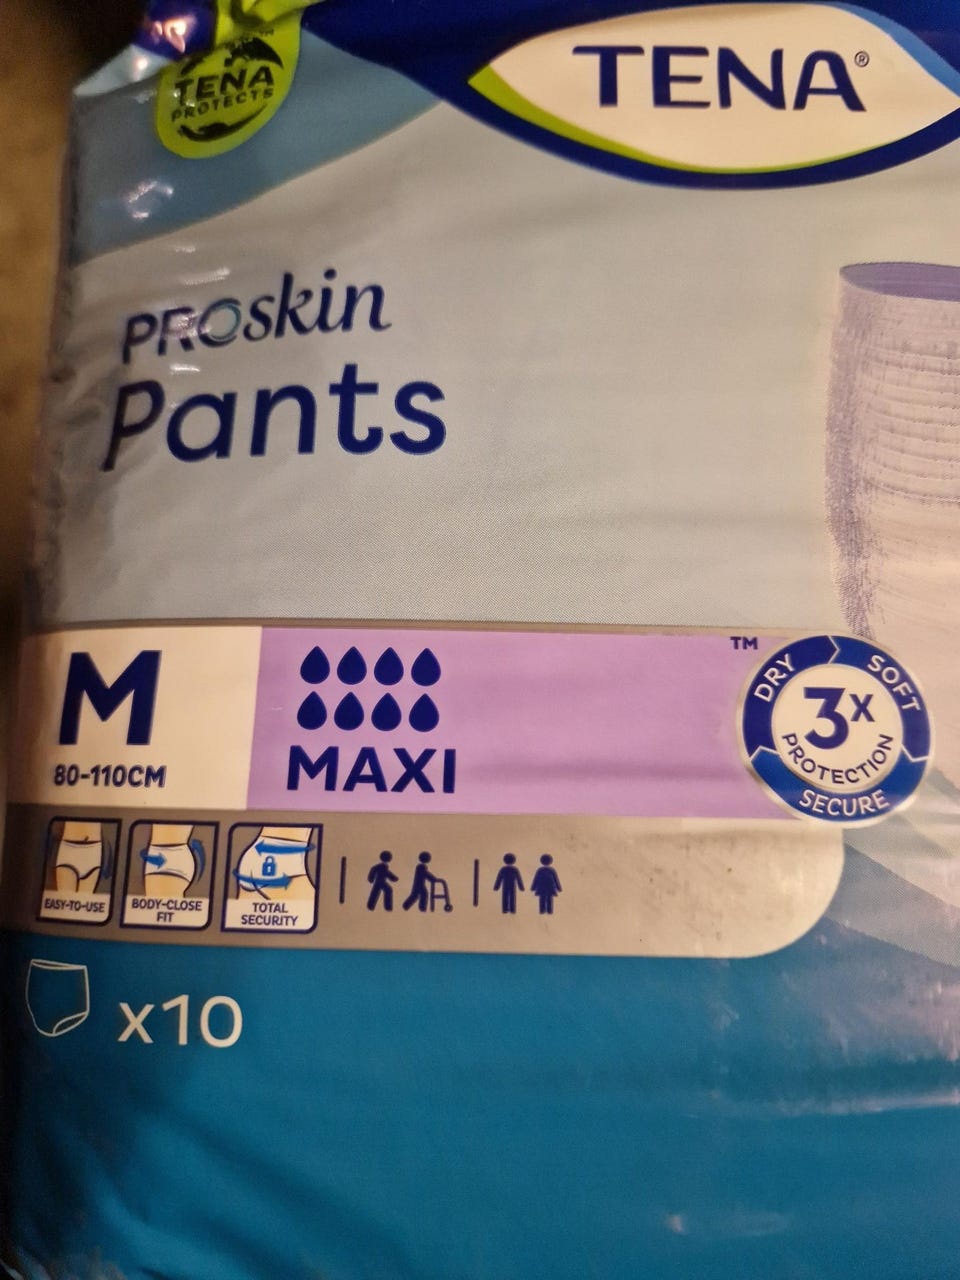 TENA
PROTECTS
TENA®
PROskin
Pants
M
80-110CM
MAXI
™
DRY
SOFT
3X
PROTECTION
SECURE
EASY-TO-USE
BODY-CLOSE
FIT
TOTAL
SECURITY
x10